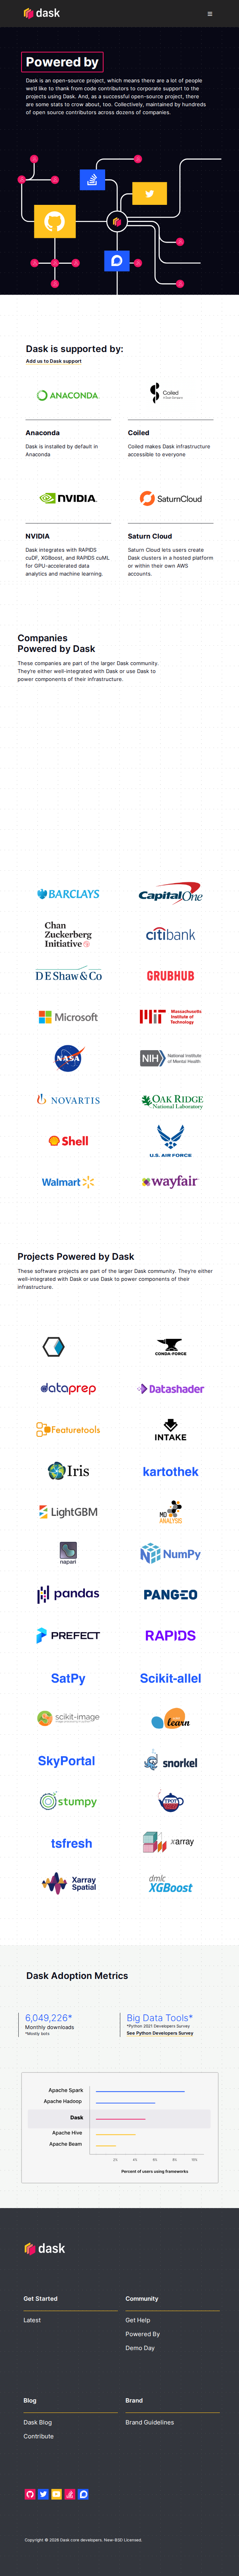 dask
Powered by
Dask is an open-source project, which means there are a lot of people
we'd like to thank from code contributors to corporate support to the
projects using Dask. And, as a successful open-source project, there
are some stats to crow about, too. Collectively, maintained by hundreds
of open source contributors across dozens of companies.
Dask is supported by:
Add us to Dask support
ANACONDA.
Coiled
Anaconda
Dask is installed by default in
Anaconda
Coiled
Coiled makes Dask infrastructure
accessible to everyone
NVIDIA.
SaturnCloud
NVIDIA
Dask integrates with RAPIDS
cuDF, XGBoost, and RAPIDS cuML
for GPU-accelerated data
analytics and machine learning.
Saturn Cloud
Saturn Cloud lets users create
Dask clusters in a hosted platform
or within their own AWS
accounts.
Companies
Powered by Dask
These companies are part of the larger Dask community.
They're either well-integrated with Dask or use Dask to
power components of their infrastructure.
BARCLAYS
Capital One
Chan
Zuckerberg
Initiative
citibank
DE Shaw & Co
GRUBHUB
Microsoft
Massachusetts
Institute of
Technology
NASA
NIH
National Institute
of Mental Health
NOVARTIS
OAK RIDGE
National Laboratory
Shell
U.S. AIR FORCE
Walmart
wayfair
Projects Powered by Dask
These software projects are part of the larger Dask community. They're either
well-integrated with Dask or use Dask to power components of their
infrastructure.
CONDA-FORGE
dataprep
Datashader
Featuretools
INTAKE
Iris
kartothek
LightGBM
MD
ANALYSIS
napari
NumPy
pandas
PANGEO
PREFECT
RAPIDS
SatPy
Scikit-allel
scikit-image
learn
SkyPortal
snorkel
stumpy
TPOT
tsfresh
xarray
Xarray
Spatial
dmlc
XGBoost
Dask Adoption Metrics
6,049,226*
Monthly downloads
*Mostly bots
Big Data Tools*
*Python 2021 Developers Survey
See Python Developers Survey
Apache Spark
Apache Hadoop
Dask
Apache Hive
Apache Beam
2%
4%
6%
8%
10%
Percent of users using frameworks
dask
Get Started
Latest
Community
Get Help
Powered By
Demo Day
Blog
Dask Blog
Contribute
Brand
Brand Guidelines